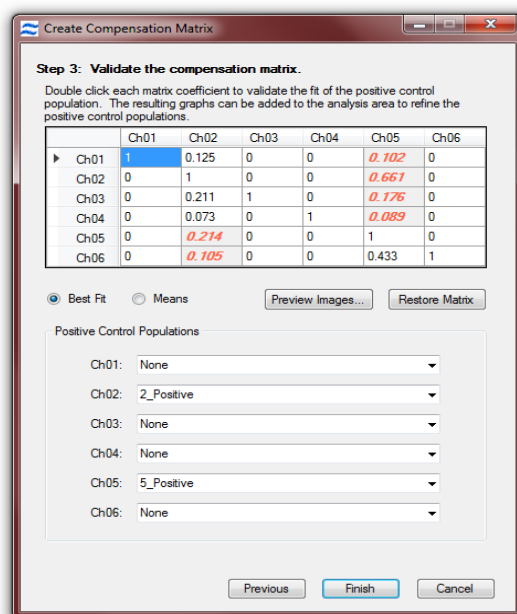 Create Compensation Matrix
Step 3: Validate the compensation matrix.
Double click each matrix coefficient to validate the fit of the positive control
population. The resulting graphs can be added to the analysis area to refine the
positive control populations.
Ch01 Ch02 Ch03 Ch04 Ch05 Ch06
Ch01 1 0.125 0 0 0.102 0
Ch02 0 1 0 0 0.661 0
Ch03 0 0.211 1 0 0.176 0
Ch04 0 0.073 0 1 0.089 0
Ch05 0 0.214 0 0 1 0
Ch06 0 0.105 0 0 0.433 1
Best Fit Means Preview Images... Restore Matrix
Positive Control Populations
Ch01: None
Ch02: 2_Positive
Ch03: None
Ch04: None
Ch05: 5_Positive
Ch06: None
Previous Finish Cancel